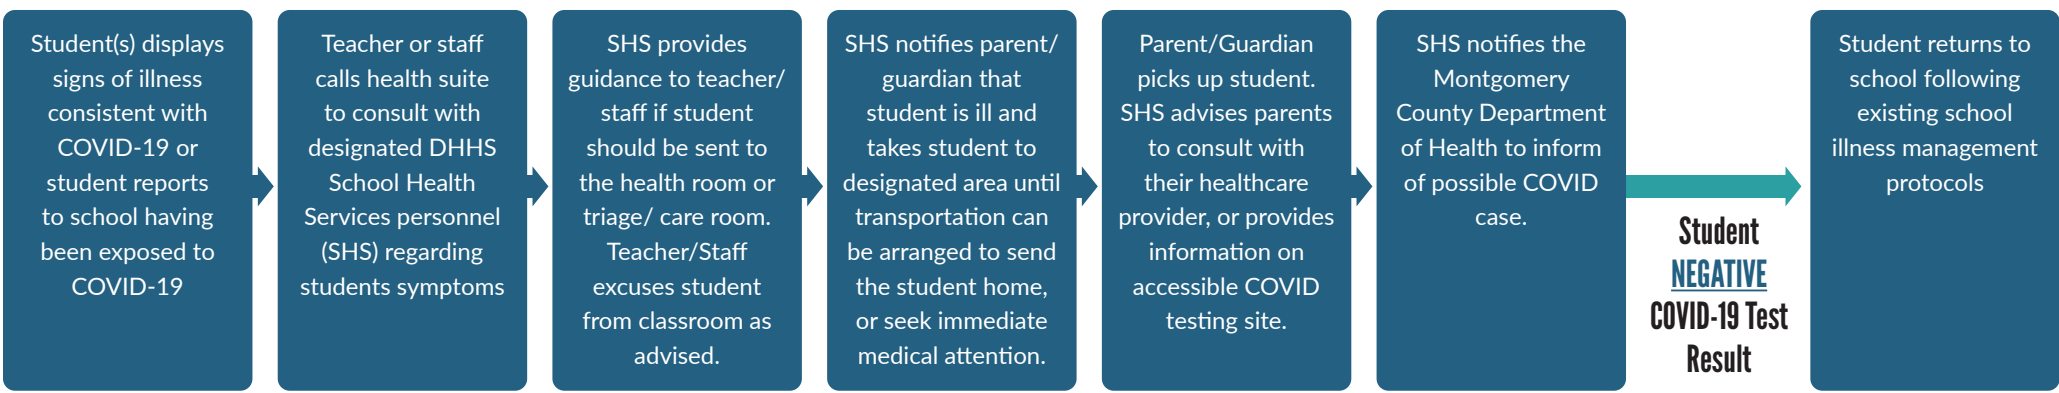 Student(s) displays
signs of illness
consistent with
COVID-19 or
student reports
to school having
been exposed to
COVID-19
Teacher or staff
calls health suite
to consult with
designated DHHS
School Health
Services personnel
(SHS) regarding
students symptoms
SHS provides
guidance to teacher/
staff if student
should be sent to
the health room or
triage/ care room.
Teacher/Staff
excuses student
from classroom as
advised.
SHS notifies parent/
guardian that
student is ill and
takes student to
designated area until
transportation can
be arranged to send
the student home,
or seek immediate
medical attention.
Parent/Guardian
picks up student.
SHS advises parents
to consult with
their healthcare
provider, or provides
information on
accessible COVID
testing site.
SHS notifies the
Montgomery
County Department
of Health to inform
of possible COVID
case.
Student
NEGATIVE
COVID-19 Test
Result
Student returns to
school following
existing school
illness management
protocols